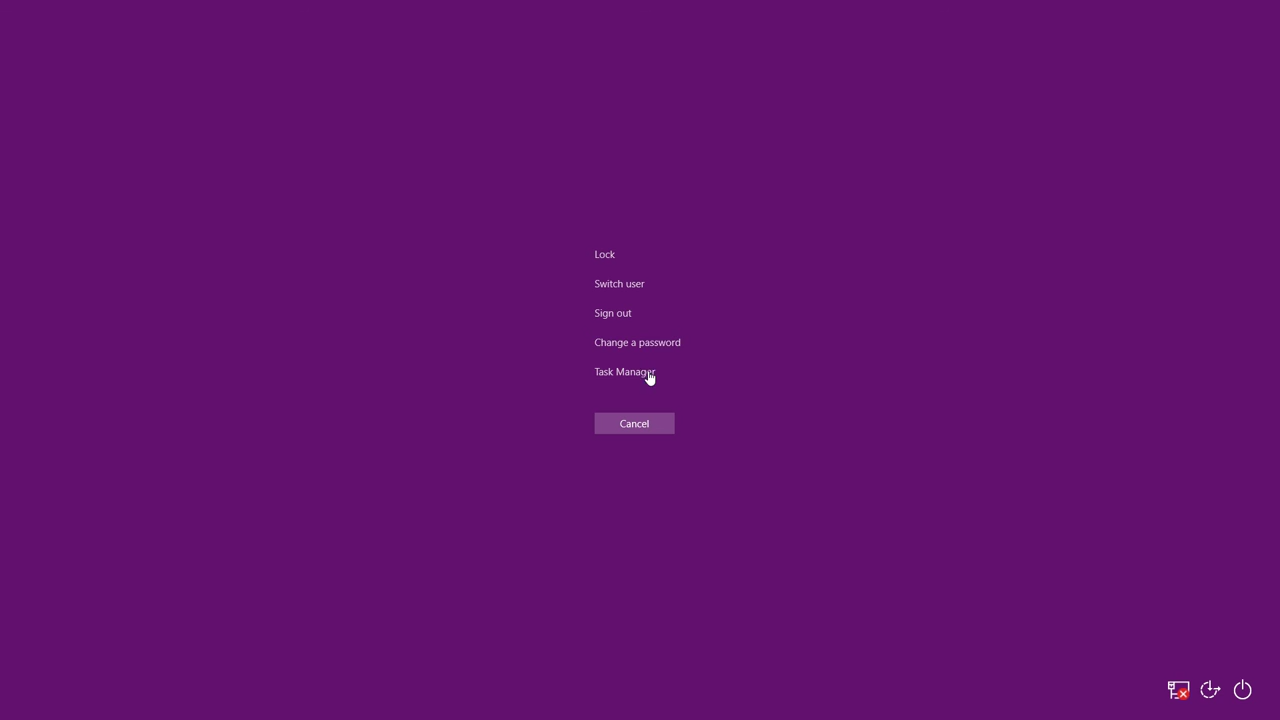 Lock
Switch user
Sign out
Change a password
Task Manager
Cancel